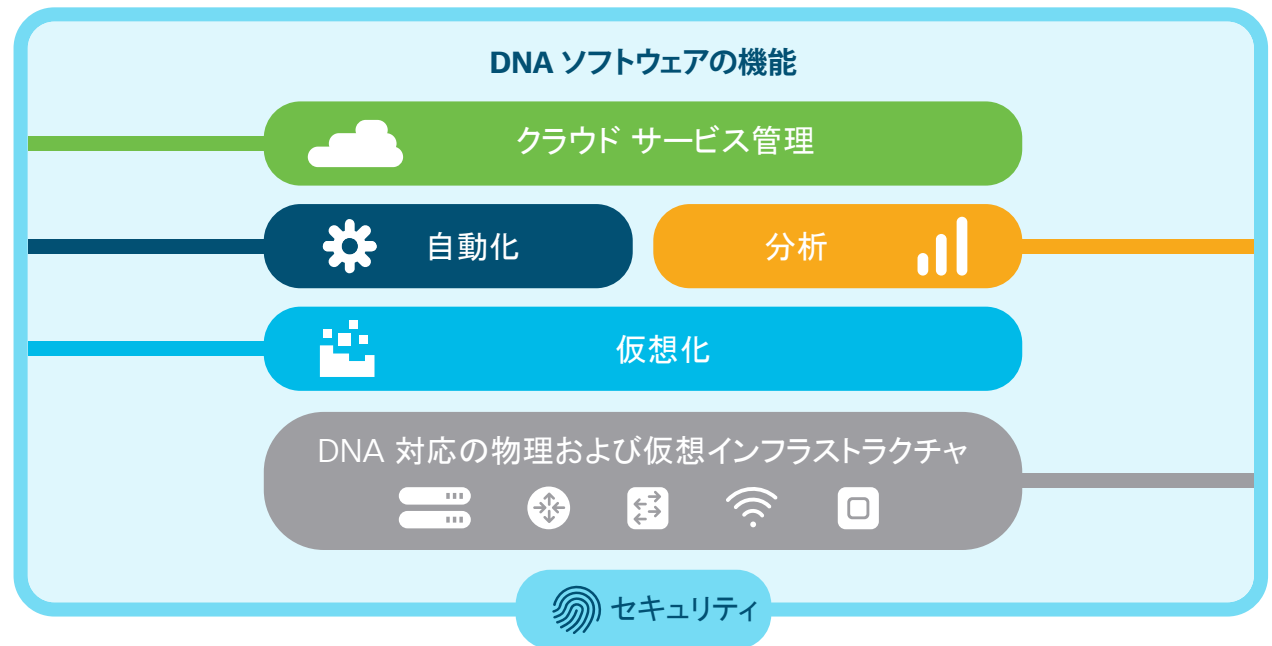 DNA ソフトウェアの機能
クラウド サービス管理
自動化
分析
仮想化
DNA 対応の物理および仮想インフラストラクチャ
セキュリティ